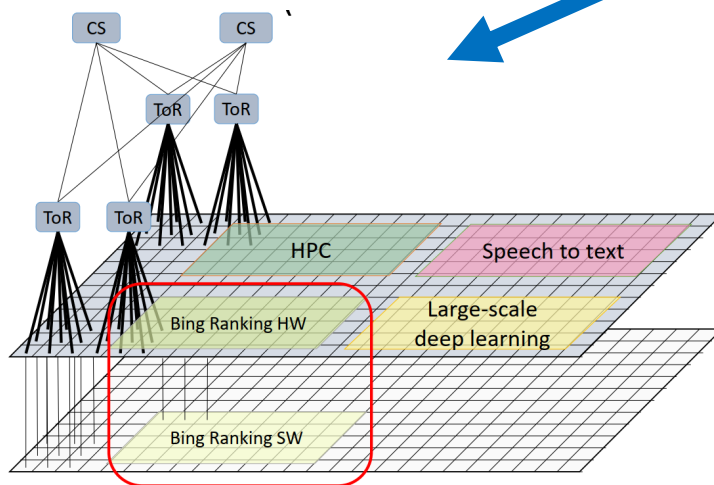 CS
CS
ToR
ToR
ToR
ToR
HPC
Speech to text
Bing Ranking HW
Large-scale
deep learning
Bing Ranking SW